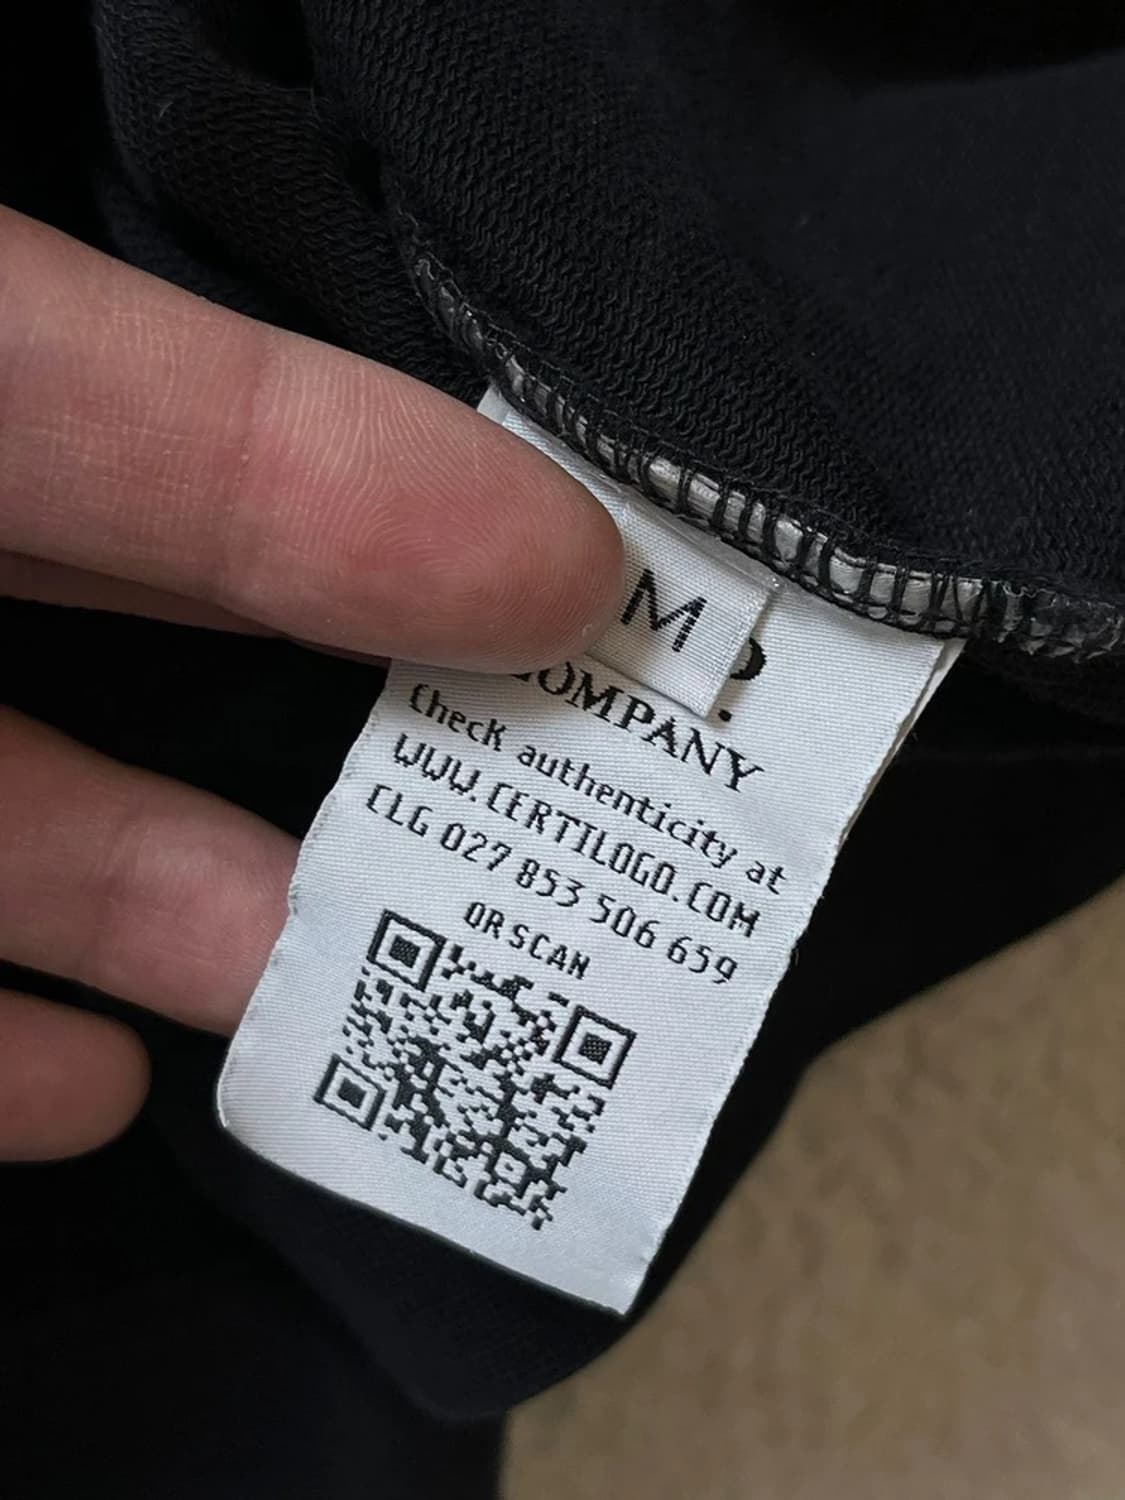 M
COMPANY
Check authenticity at
WWW.CERTILOGO.COM
CLG 027 853 506 659
OR SCAN